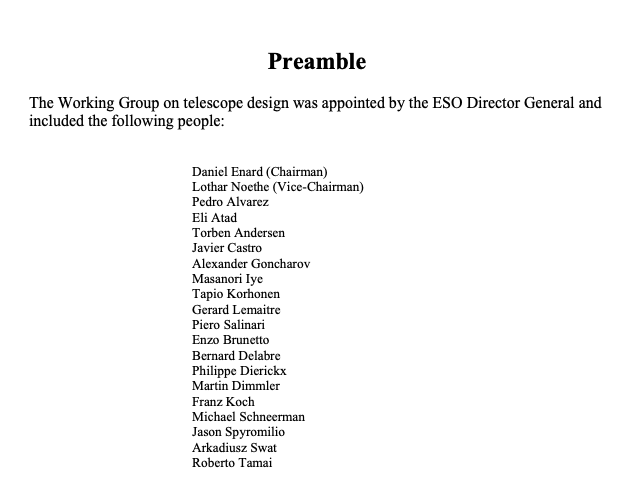 Preamble
The Working Group on telescope design was appointed by the ESO Director General and
included the following people:
Daniel Enard (Chairman)
Lothar Noethe (Vice-Chairman)
Pedro Alvarez
Eli Atad
Torben Andersen
Javier Castro
Alexander Goncharov
Masanori Iye
Tapio Korhonen
Gerard Lemaitre
Piero Salinari
Enzo Brunetto
Bernard Delabre
Philippe Dierickx
Martin Dimmler
Franz Koch
Michael Schneerman
Jason Spyromilio
Arkadiusz Swat
Roberto Tamai